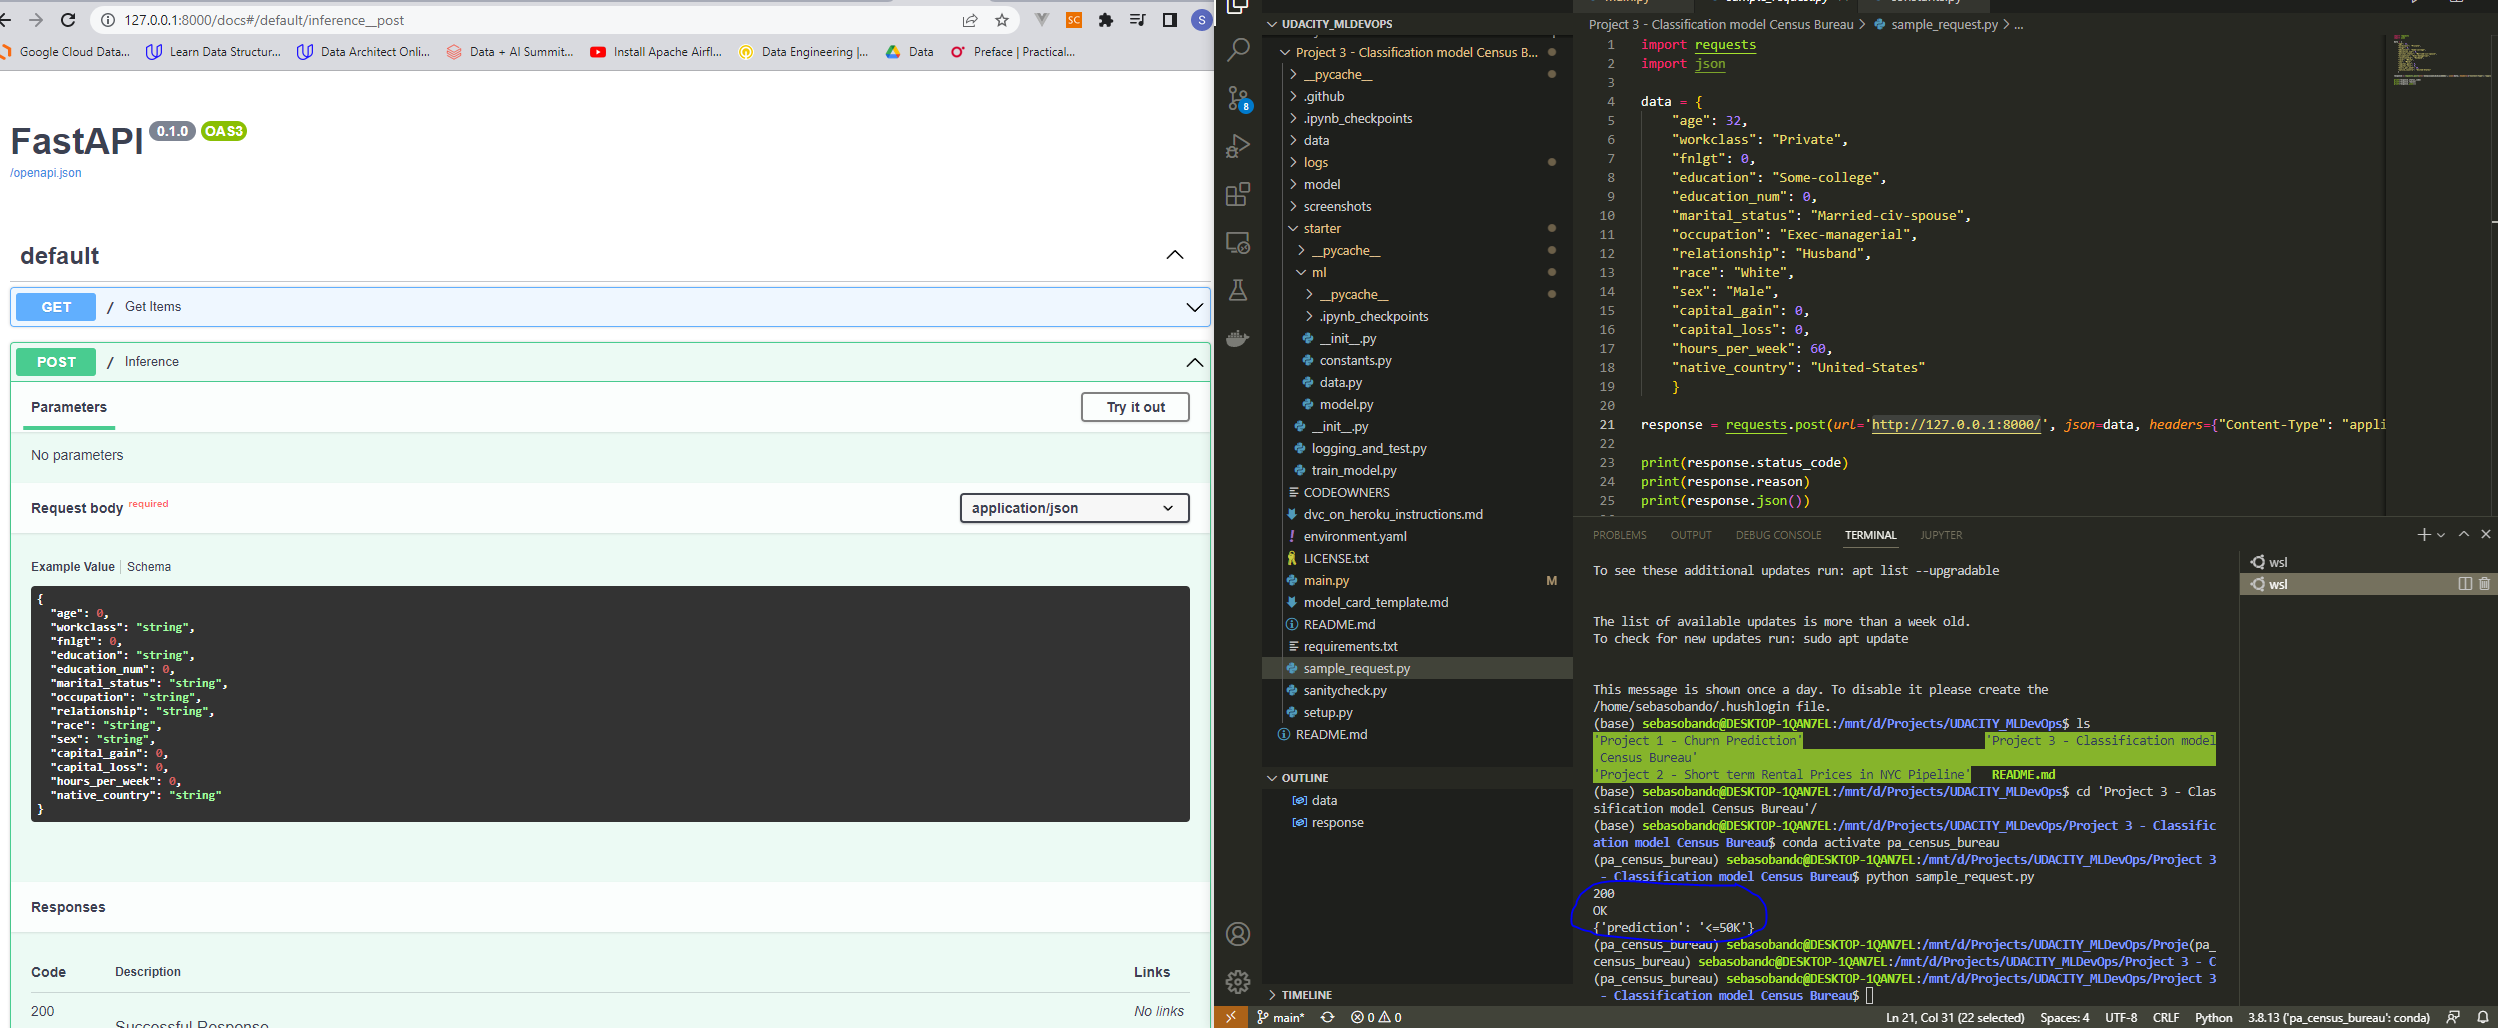 127.0.0.1:8000/docs#/default/inference__post
SC
S
Google Cloud Data...
Learn Data Structur...
Data Architect Onli...
Data + AI Summit...
Install Apache Airfl...
Data Engineering |...
Data
Preface | Practical...
FastAPI 0.1.0 OAS3
/openapi.json
default
GET / Get Items
POST / Inference
Parameters
Try it out
No parameters
Request body required
application/json
Example Value | Schema
{
"age": 0,
"workclass": "string",
"fnlgt": 0,
"education": "string",
"education_num": 0,
"marital_status": "string",
"occupation": "string",
"relationship": "string",
"race": "string",
"sex": "string",
"capital_gain": 0,
"capital_loss": 0,
"hours_per_week": 0,
"native_country": "string"
}
Responses
Code Description Links
200
Successful Response
No links
8
UDACITY_MLDEVOPS
Project 3 - Classification model Census B...
__pycache__
.github
.ipynb_checkpoints
data
logs
model
screenshots
starter
__pycache__
ml
__pycache__
.ipynb_checkpoints
__init__.py
constants.py
data.py
model.py
__init__.py
logging_and_test.py
train_model.py
CODEOWNERS
dvc_on_heroku_instructions.md
environment.yaml
LICENSE.txt
main.py M
model_card_template.md
README.md
requirements.txt
sample_request.py
sanitycheck.py
setup.py
README.md
OUTLINE
data
response
TIMELINE
Project 3 - Classification model Census Bureau > sample_request.py > ...
1 import requests
2 import json
3
4 data = {
5 "age": 32,
6 "workclass": "Private",
7 "fnlgt": 0,
8 "education": "Some-college",
9 "education_num": 0,
10 "marital_status": "Married-civ-spouse",
11 "occupation": "Exec-managerial",
12 "relationship": "Husband",
13 "race": "White",
14 "sex": "Male",
15 "capital_gain": 0,
16 "capital_loss": 0,
17 "hours_per_week": 60,
18 "native_country": "United-States"
19 }
20
21 response = requests.post(url='http://127.0.0.1:8000/', json=data, headers={"Content-Type": "appli
22
23 print(response.status_code)
24 print(response.reason)
25 print(response.json())
PROBLEMS OUTPUT DEBUG CONSOLE TERMINAL JUPYTER
wsl
wsl
To see these additional updates run: apt list --upgradable
The list of available updates is more than a week old.
To check for new updates run: sudo apt update
This message is shown once a day. To disable it please create the
/home/sebasobando/.hushlogin file.
(base) sebasobando@DESKTOP-1QAN7EL:/mnt/d/Projects/UDACITY_MLDevOps$ ls
'Project 1 - Churn Prediction' 'Project 3 - Classification model
Census Bureau'
'Project 2 - Short term Rental Prices in NYC Pipeline' README.md
(base) sebasobando@DESKTOP-1QAN7EL:/mnt/d/Projects/UDACITY_MLDevOps$ cd 'Project 3 - Clas
sification model Census Bureau'/
(base) sebasobando@DESKTOP-1QAN7EL:/mnt/d/Projects/UDACITY_MLDevOps/Project 3 - Classific
ation model Census Bureau$ conda activate pa_census_bureau
(pa_census_bureau) sebasobando@DESKTOP-1QAN7EL:/mnt/d/Projects/UDACITY_MLDevOps/Project 3
- Classification model Census Bureau$ python sample_request.py
200
OK
{'prediction': '<=50K'}
(pa_census_bureau) sebasobando@DESKTOP-1QAN7EL:/mnt/d/Projects/UDACITY_MLDevOps/Proje(pa_
census_bureau) sebasobando@DESKTOP-1QAN7EL:/mnt/d/Projects/UDACITY_MLDevOps/Project 3 - C
(pa_census_bureau) sebasobando@DESKTOP-1QAN7EL:/mnt/d/Projects/UDACITY_MLDevOps/Project 3
- Classification model Census Bureau$
main* 0 0
Ln 21, Col 31 (22 selected) Spaces: 4 UTF-8 CRLF Python 3.8.13 ('pa_census_bureau': conda)